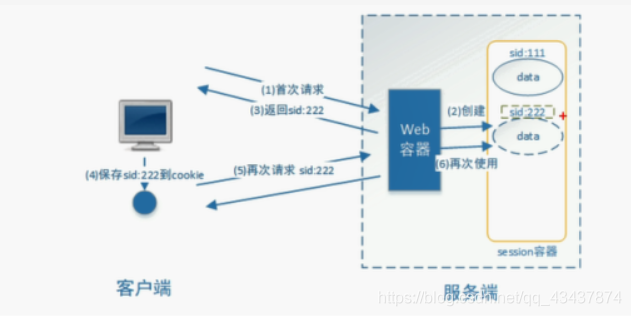 sid:111
data
(1)首次请求
(3)返回sid:222
(2)创建
sid:222
+
data
Web
容器
(4)保存sid:222到cookie
(5)再次请求 sid:222
(6)再次使用
session容器
客户端
服务端
https://blog.csdn.net/qq_43437874